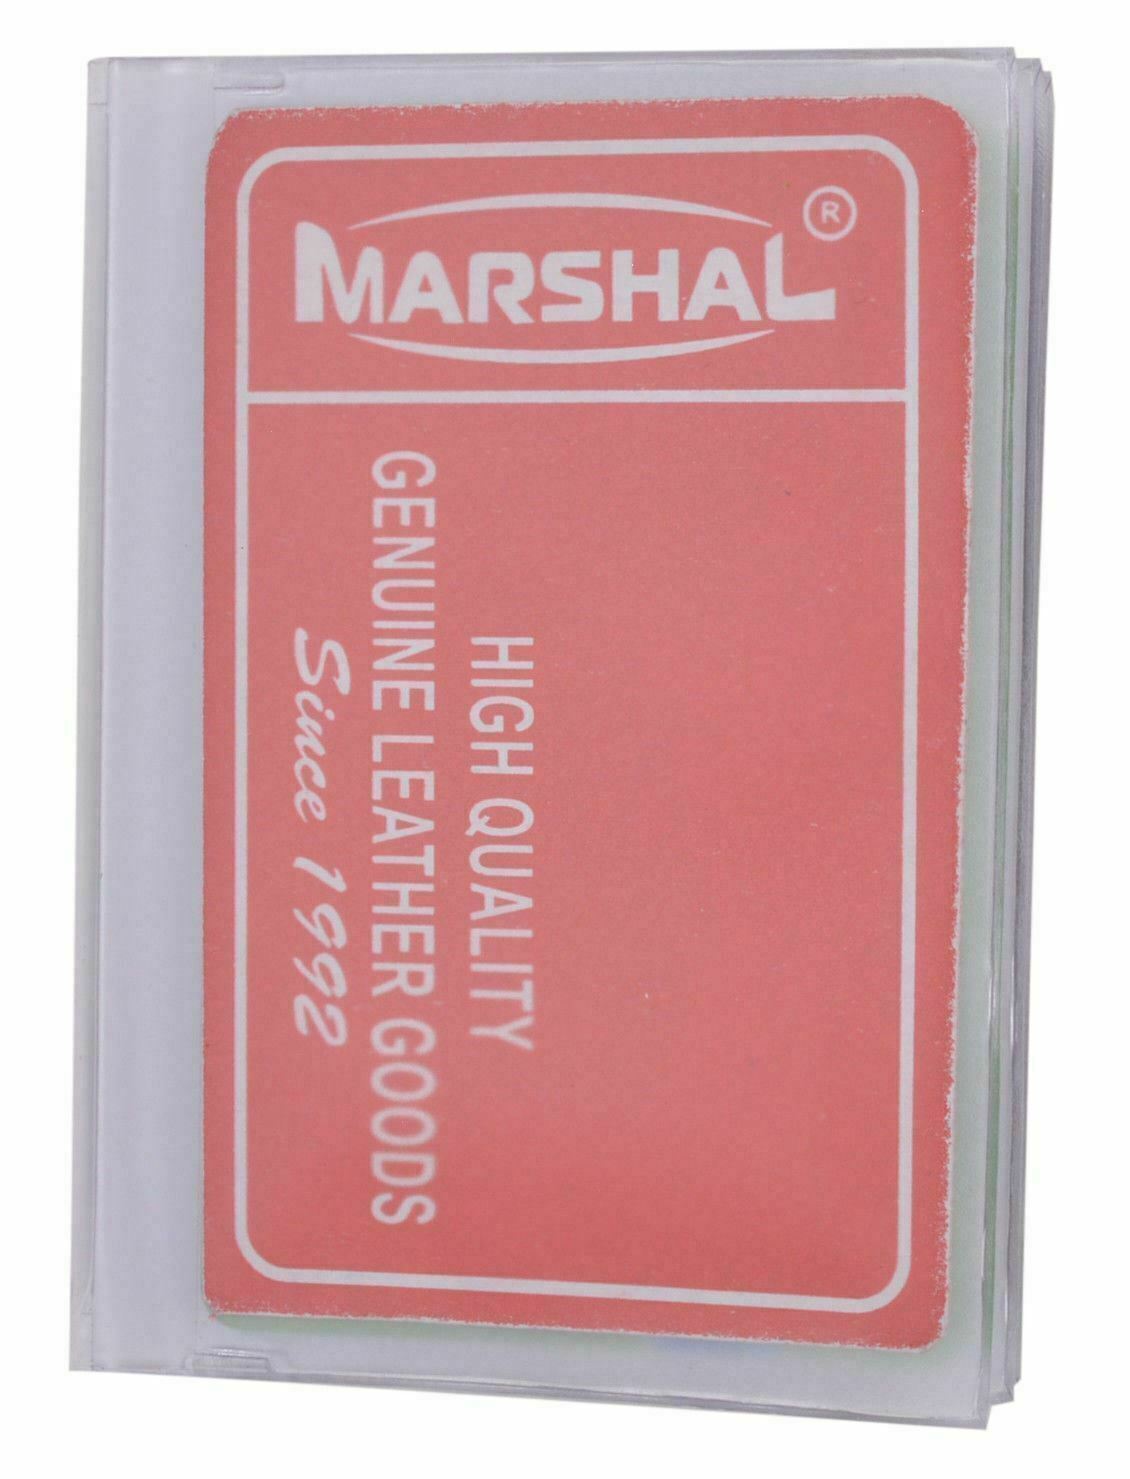 MARSHAL ®
HIGH QUALITY
GENUINE LEATHER GOODS
Since 1992